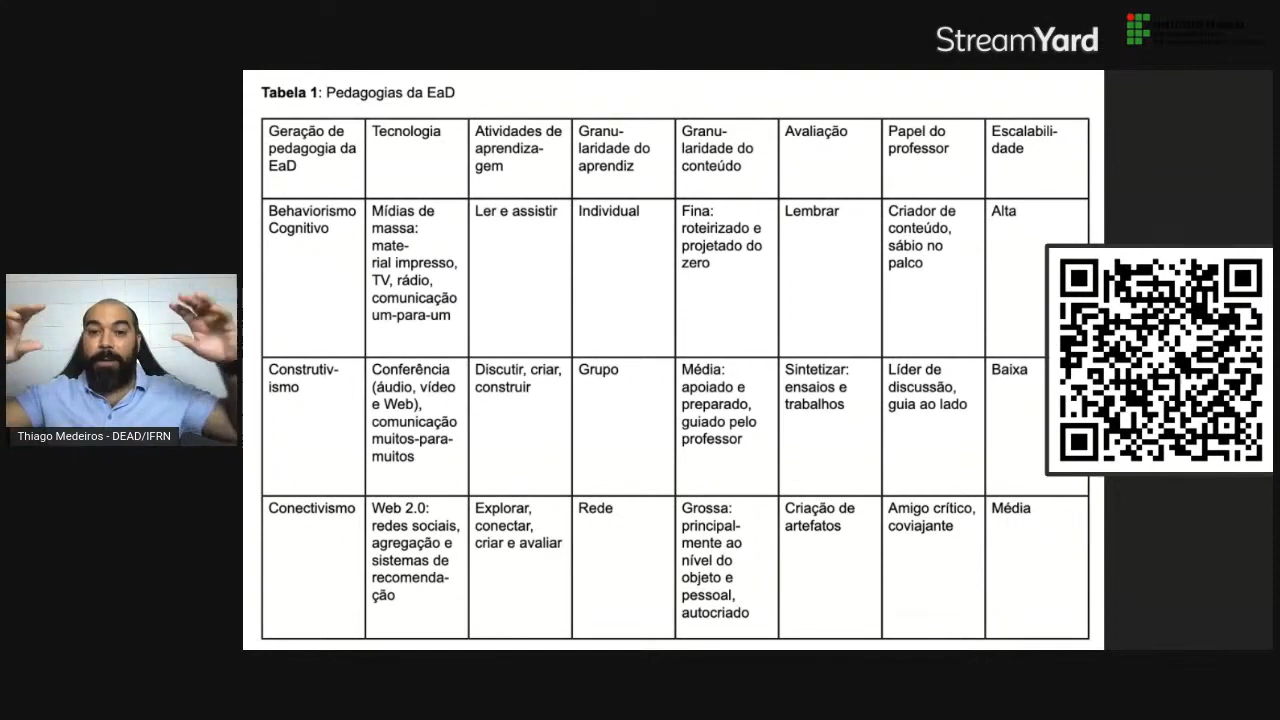 StreamYard
Tabela 1: Pedagogias da EaD
Geração de
pedagogia da
EaD
Tecnologia
Atividades de
aprendiza-
gem
Granu-
laridade do
aprendiz
Granu-
laridade do
conteúdo
Avaliação
Papel do
professor
Escalabili-
dade
Behaviorismo
Cognitivo
Mídias de
massa:
mate-
rial impresso,
TV, rádio,
comunicação
um-para-um
Ler e assistir
Individual
Fina:
roteirizado e
projetado do
zero
Lembrar
Criador de
conteúdo,
sábio no
palco
Alta
Construtiv-
ismo
Conferência
(áudio, vídeo
e Web),
comunicação
muitos-para-
muitos
Discutir, criar,
construir
Grupo
Média:
apoiado e
preparado,
guiado pelo
professor
Sintetizar:
ensaios e
trabalhos
Líder de
discussão,
guia ao lado
Baixa
Conectivismo
Web 2.0:
redes sociais,
agregação e
sistemas de
recomenda-
ção
Explorar,
conectar,
criar e avaliar
Rede
Grossa:
principal-
mente ao
nível do
objeto e
pessoal,
autocriado
Criação de
artefatos
Amigo crítico,
coviajante
Média
Thiago Medeiros - DEAD/IFRN